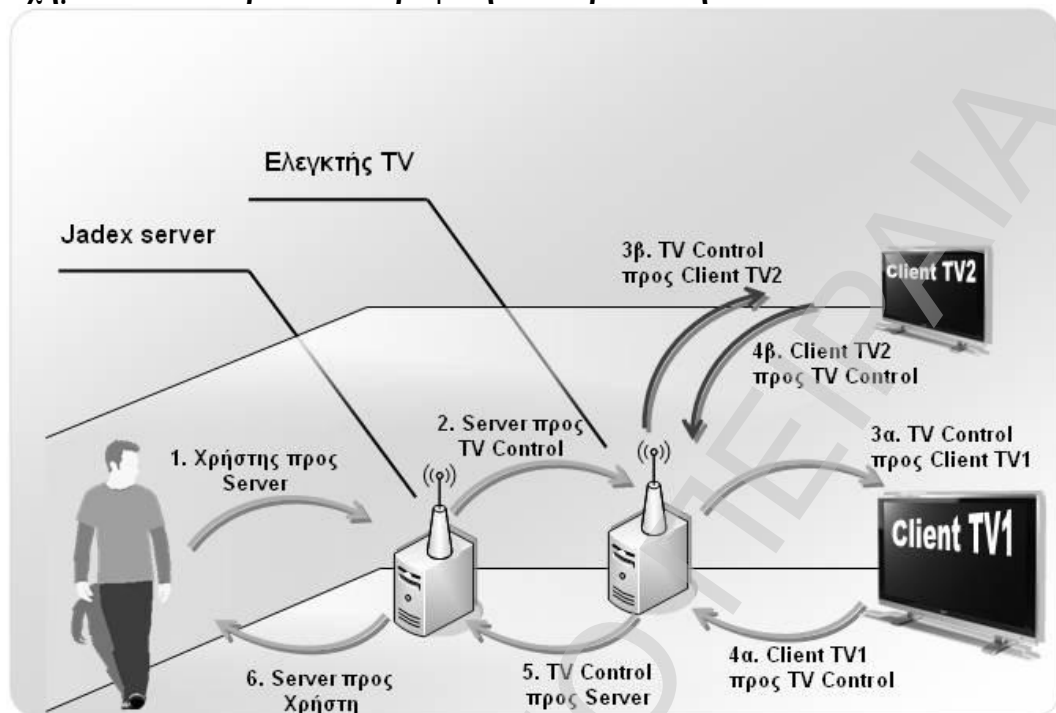 Ελεγκτής TV
Jadex server
3β. TV Control
προς Client TV2
Client TV2
4β. Client TV2
προς TV Control
2. Server προς
TV Control
3α. TV Control
προς Client TV1
1. Χρήστης προς
Server
Client TV1
4α. Client TV1
προς TV Control
5. TV Control
προς Server
6. Server προς
Χρήστη